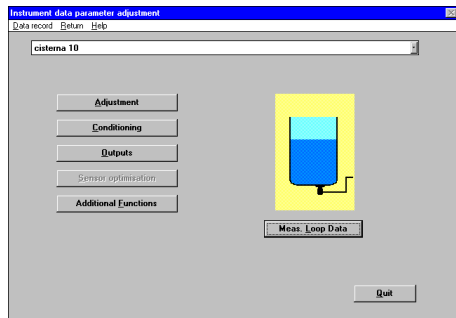 Instrument data parameter adjustment
Data record Return Help
cisterna 10
Adjustment
Conditioning
Outputs
Sensor optimisation
Additional Functions
Meas. Loop Data
Quit